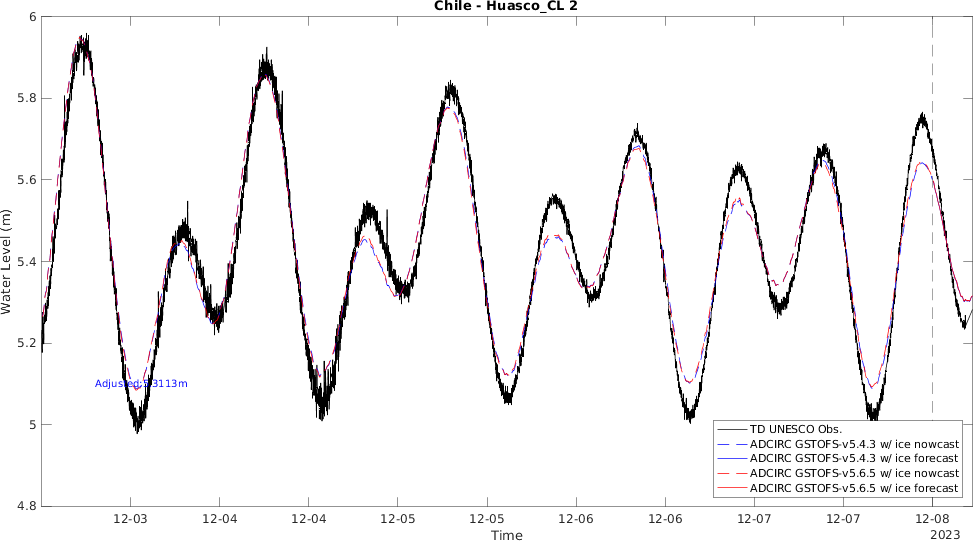 Chile - Huasco_CL 2
6
5.8
5.6
5.4
5.2
5
4.8
Water Level (m)
Adjusted:5.3113m
TD UNESCO Obs.
ADCIRC GSTOFS-v5.4.3 w/ ice nowcast
ADCIRC GSTOFS-v5.4.3 w/ ice forecast
ADCIRC GSTOFS-v5.6.5 w/ ice nowcast
ADCIRC GSTOFS-v5.6.5 w/ ice forecast
12-03 12-04 12-04 12-05 12-05 12-06 12-06 12-07 12-07 12-08
Time 2023